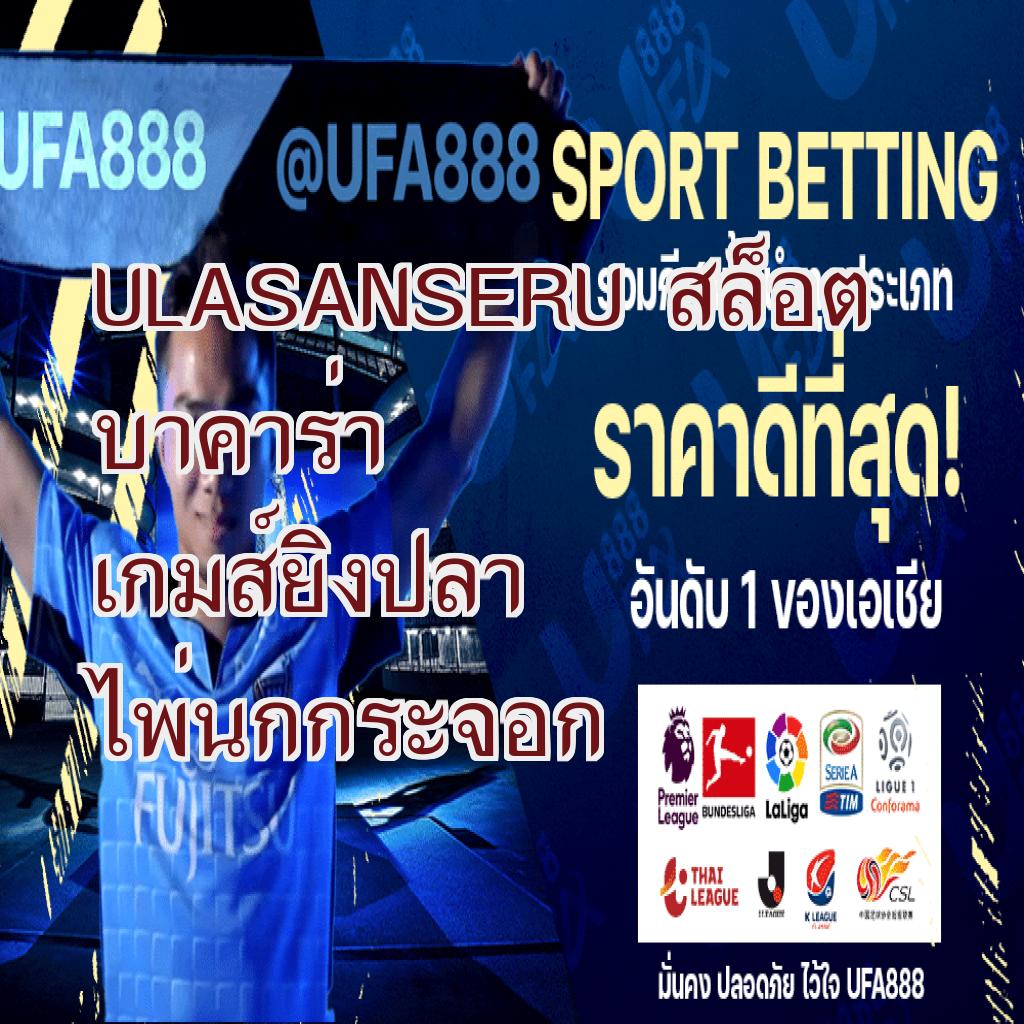 UFA888
@UFA888
SPORT BETTING
ULASANSERU สล็อต
บาคาร่า
เกมส์ยิงปลา
ไพ่นกกระจอก
ราคาดีที่สุด!
อันดับ 1 ของเอเชีย
FUJITSU
Premier League
BUNDESLIGA
LaLiga
SERIE A
TIM
LIGUE 1
Conforama
THAI LEAGUE
J.LEAGUE
K LEAGUE
CSL
มั่นคง ปลอดภัย ไว้ใจ UFA888